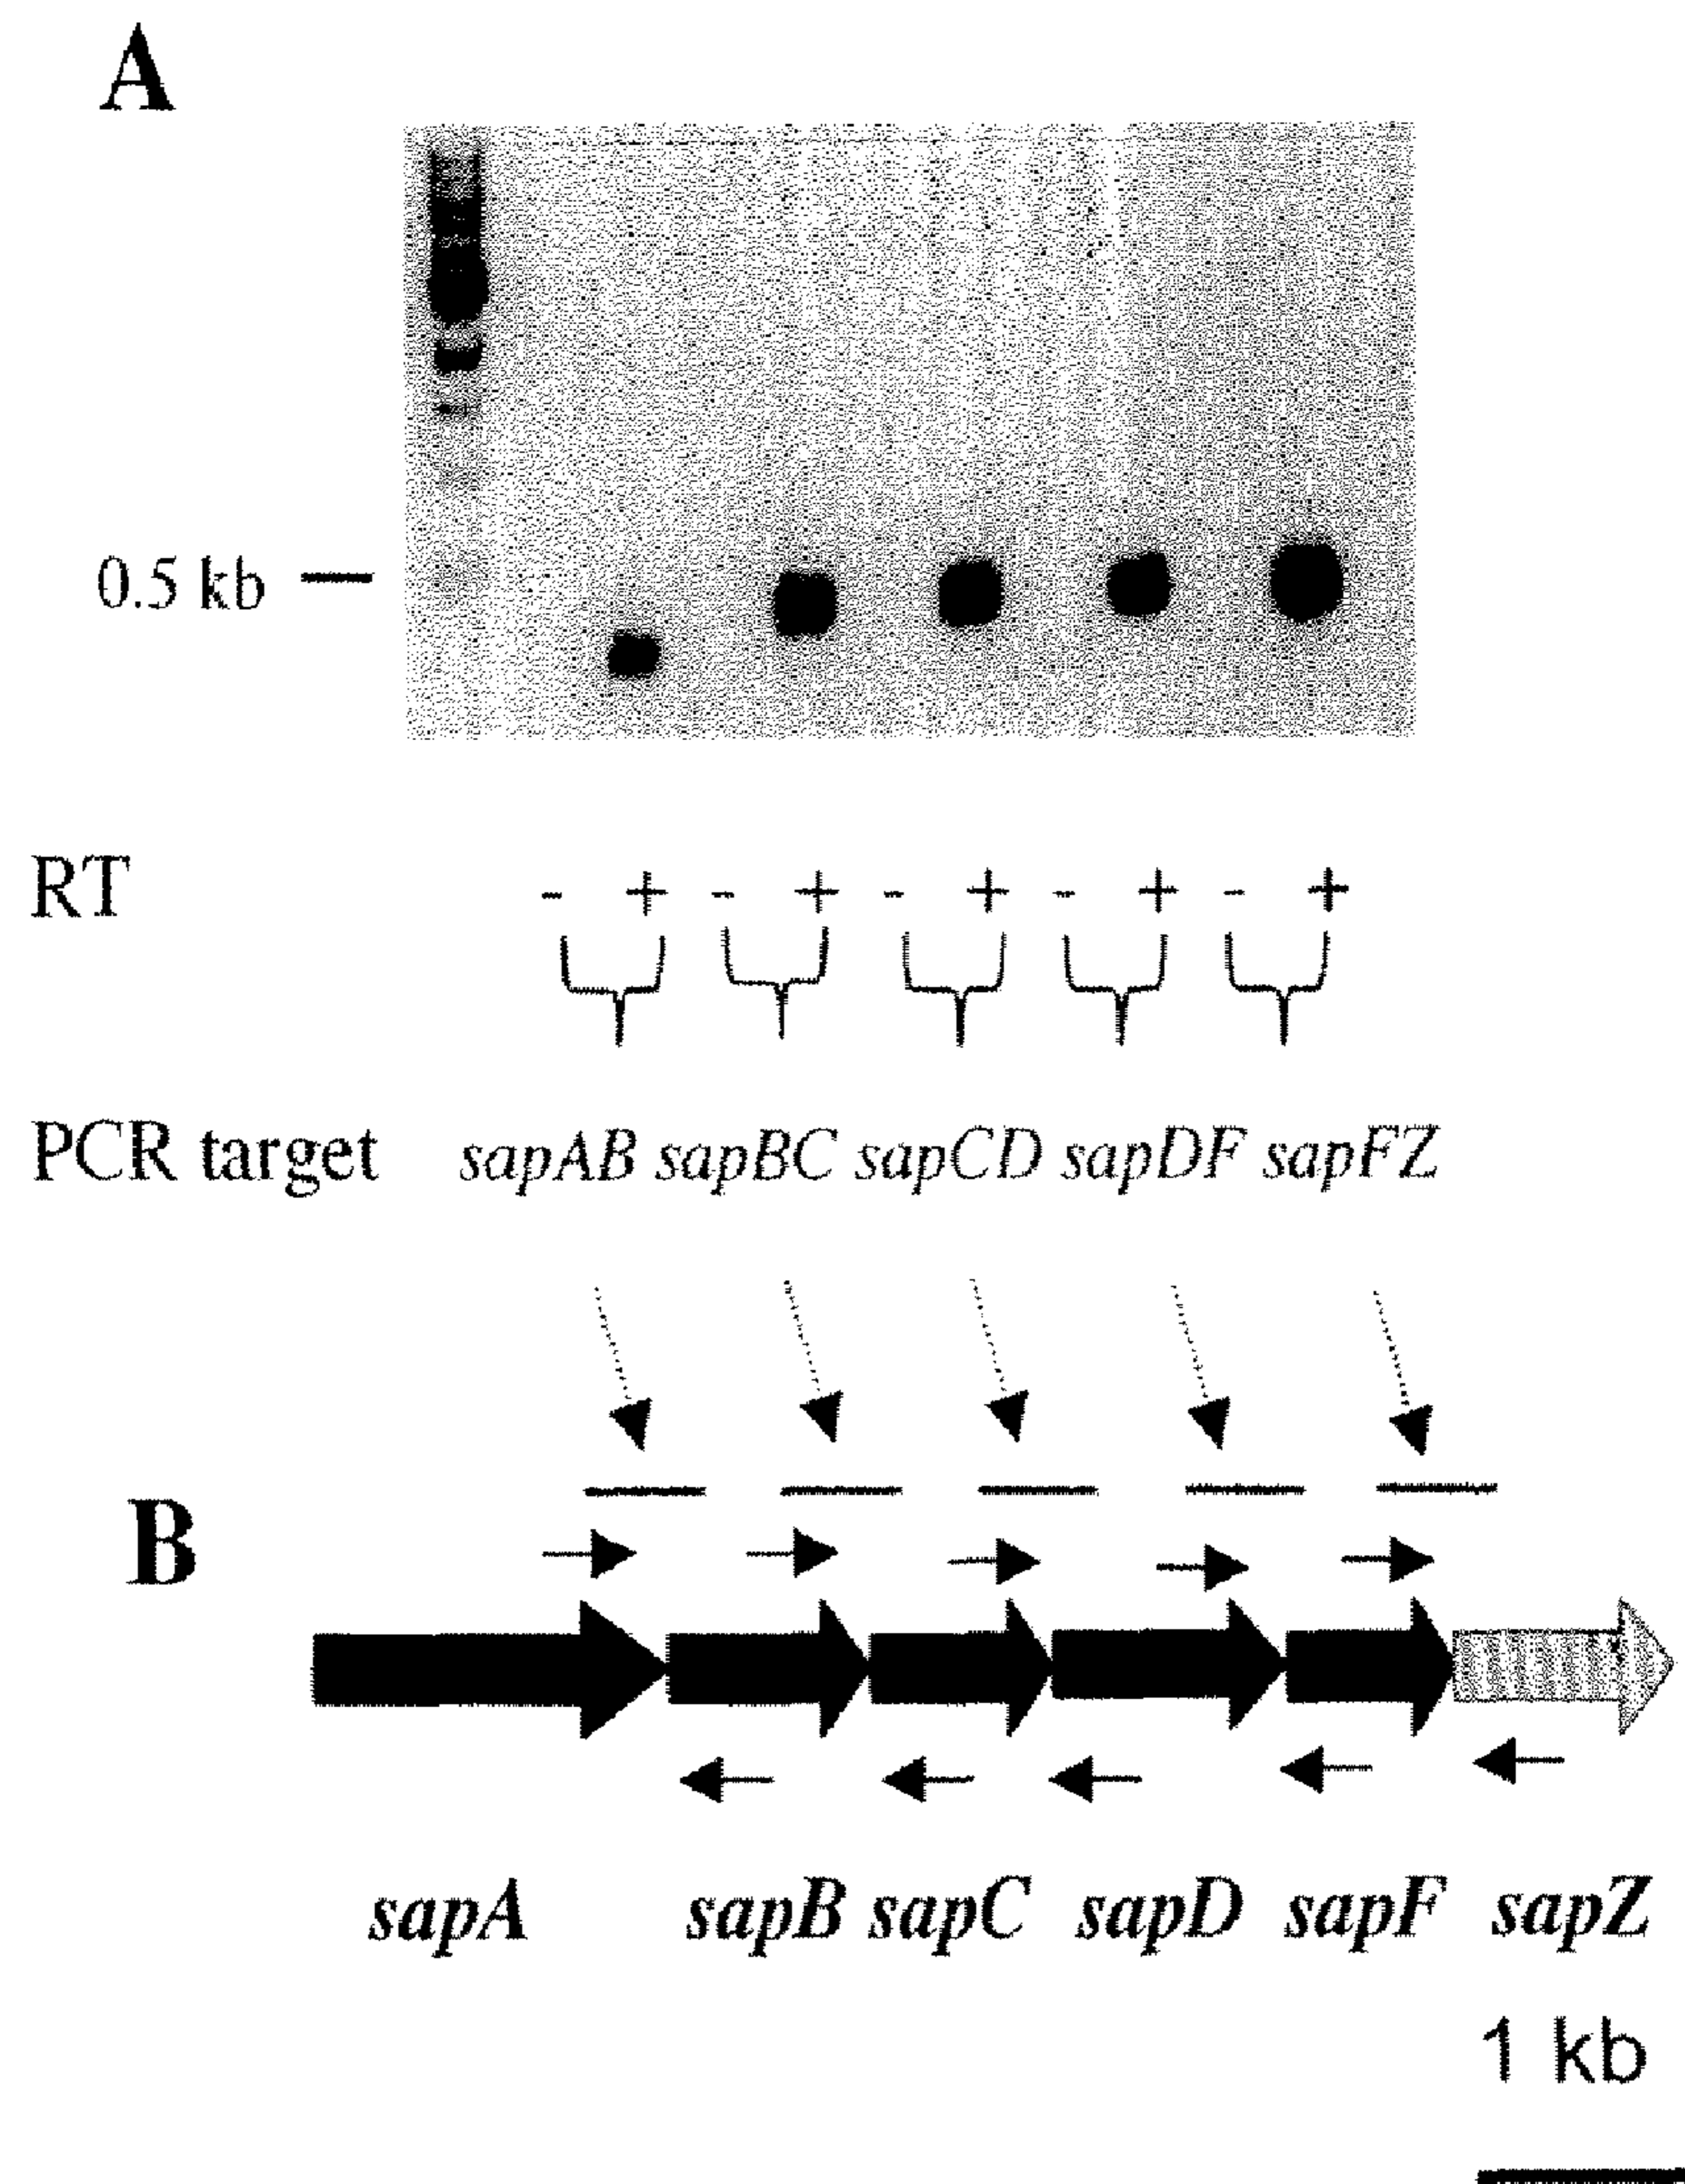 A
0.5 kb
RT - + - + - + - + - +
PCR target sapAB sapBC sapCD sapDF sapFZ
B
sapA sapB sapC sapD sapF sapZ
1 kb